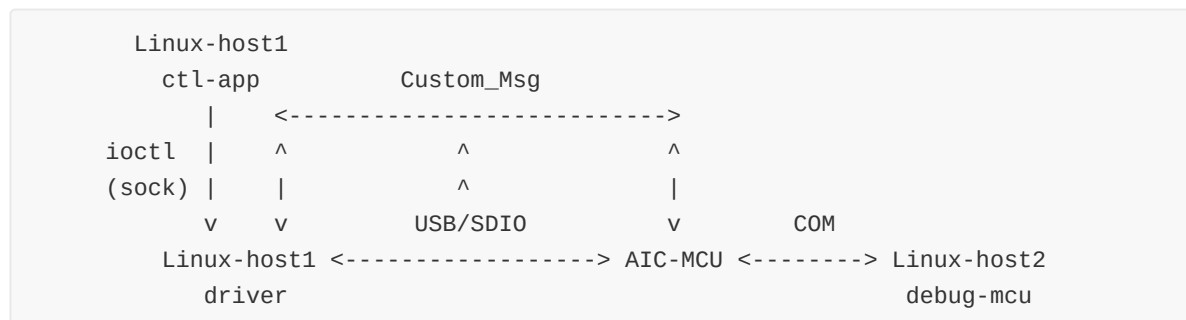 Linux-host1
ctl-app Custom_Msg
| <--------------------------->
ioctl | ^ ^ ^
(sock) | | ^ |
v v USB/SDIO v COM
Linux-host1 <------------------> AIC-MCU <--------> Linux-host2
driver debug-mcu